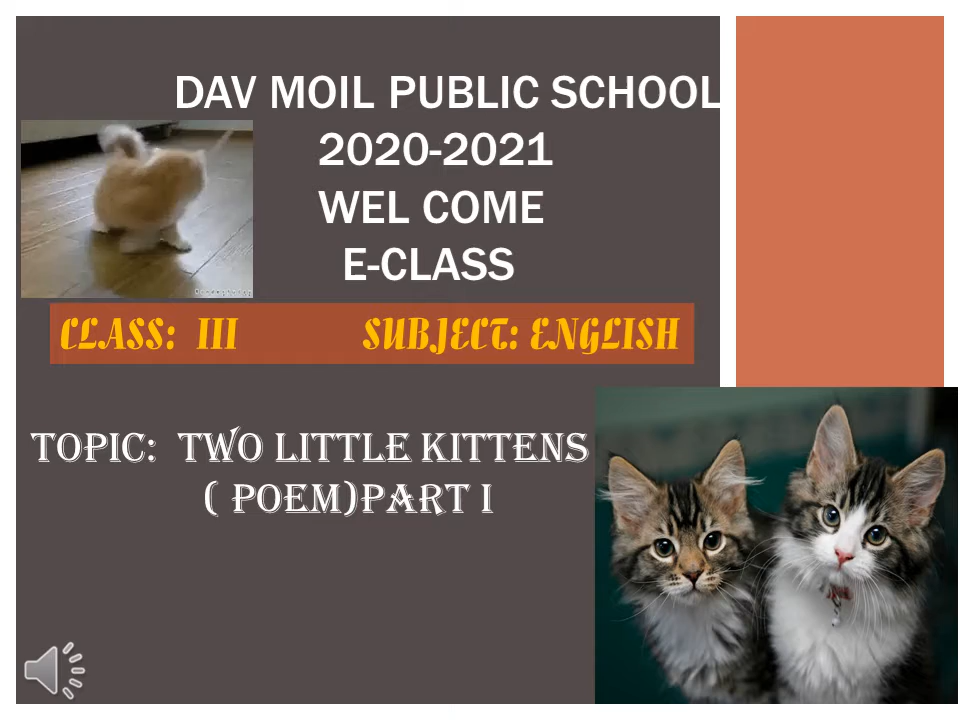 DAV MOIL PUBLIC SCHOOL
2020-2021
WEL COME
E-CLASS
CLASS: III SUBJECT: ENGLISH
TOPIC: TWO LITTLE KITTENS
( POEM)PART I